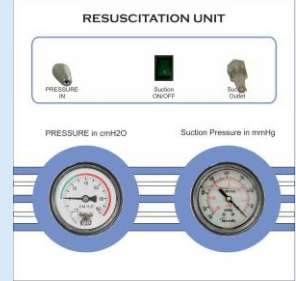 RESUSCITATION UNIT
PRESSURE
IN
Suction
ON/OFF
Suction
Outlet
PRESSURE in cmH2O
Suction Pressure in mmHg